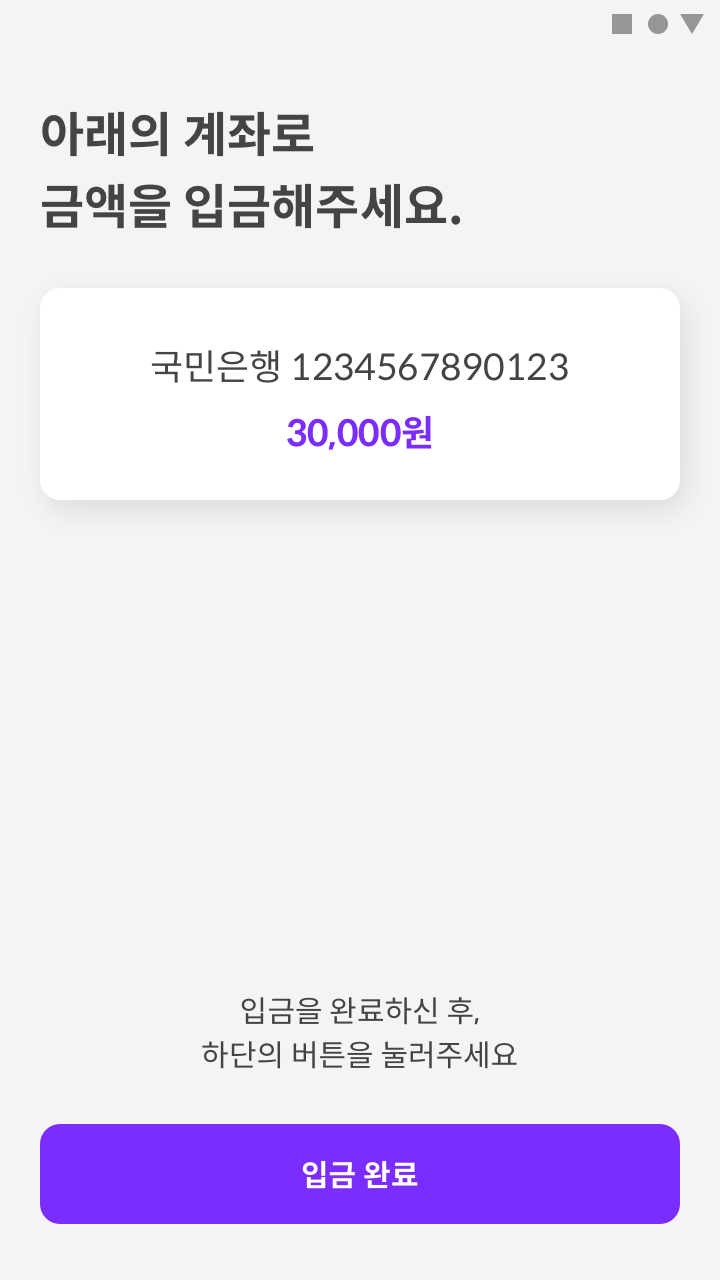 아래의 계좌로
금액을 입금해주세요.
국민은행 1234567890123
30,000원
입금을 완료하신 후,
하단의 버튼을 눌러주세요
입금 완료